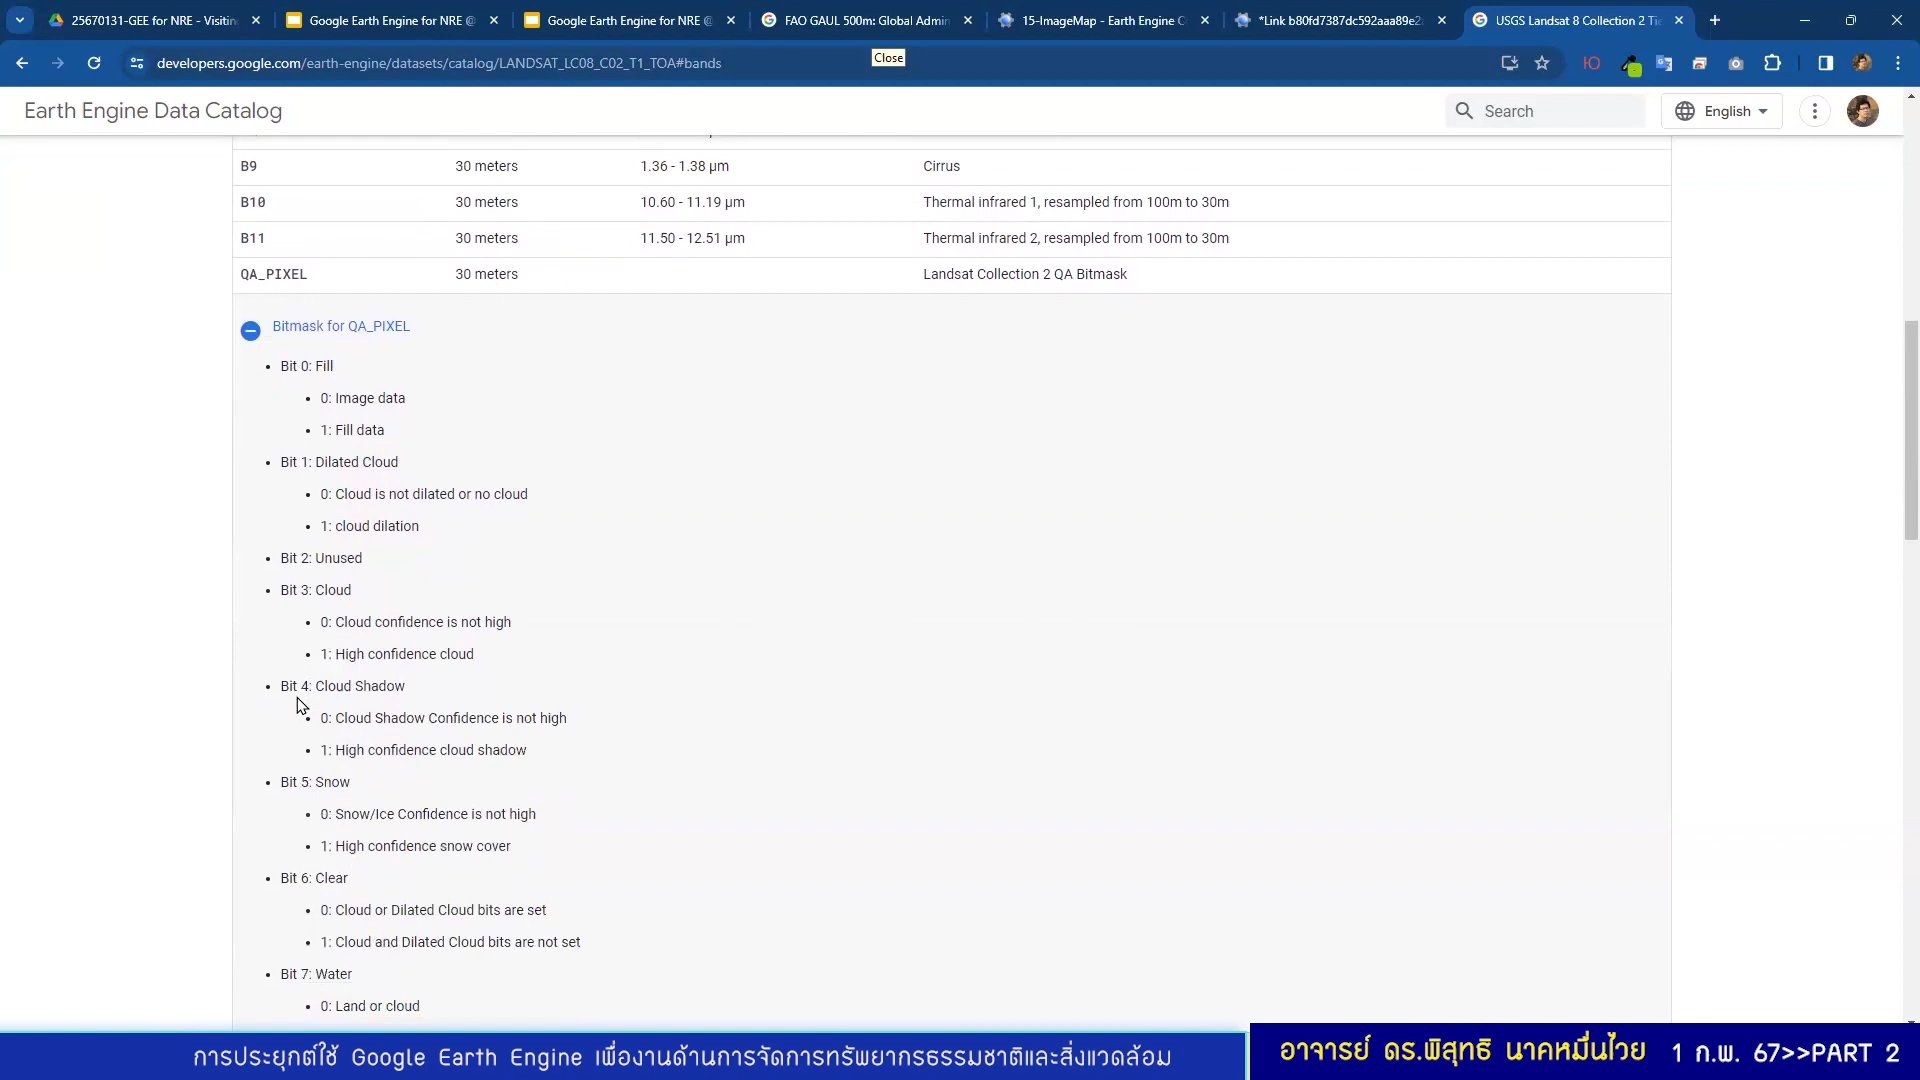 25670131-GEE for NRE - Visitin
Google Earth Engine for NRE @
Google Earth Engine for NRE @
FAO GAUL 500m: Global Admin
15-ImageMap - Earth Engine C
*Link b80fd7387dc592aaa89e2
USGS Landsat 8 Collection 2 Tie
developers.google.com/earth-engine/datasets/catalog/LANDSAT_LC08_C02_T1_TOA#bands
Close
Earth Engine Data Catalog
Search
English
B9 30 meters 1.36 - 1.38 μm Cirrus
B10 30 meters 10.60 - 11.19 μm Thermal infrared 1, resampled from 100m to 30m
B11 30 meters 11.50 - 12.51 μm Thermal infrared 2, resampled from 100m to 30m
QA_PIXEL 30 meters Landsat Collection 2 QA Bitmask
Bitmask for QA_PIXEL
Bit 0: Fill
0: Image data
1: Fill data
Bit 1: Dilated Cloud
0: Cloud is not dilated or no cloud
1: cloud dilation
Bit 2: Unused
Bit 3: Cloud
0: Cloud confidence is not high
1: High confidence cloud
Bit 4: Cloud Shadow
0: Cloud Shadow Confidence is not high
1: High confidence cloud shadow
Bit 5: Snow
0: Snow/Ice Confidence is not high
1: High confidence snow cover
Bit 6: Clear
0: Cloud or Dilated Cloud bits are set
1: Cloud and Dilated Cloud bits are not set
Bit 7: Water
0: Land or cloud
การประยุกต์ใช้ Google Earth Engine เพื่องานด้านการจัดการทรัพยากรธรรมชาติและสิ่งแวดล้อม
อาจารย์ ดร.พิสุทธิ นาคหมื่นไวย 1 ก.พ. 67>>PART 2